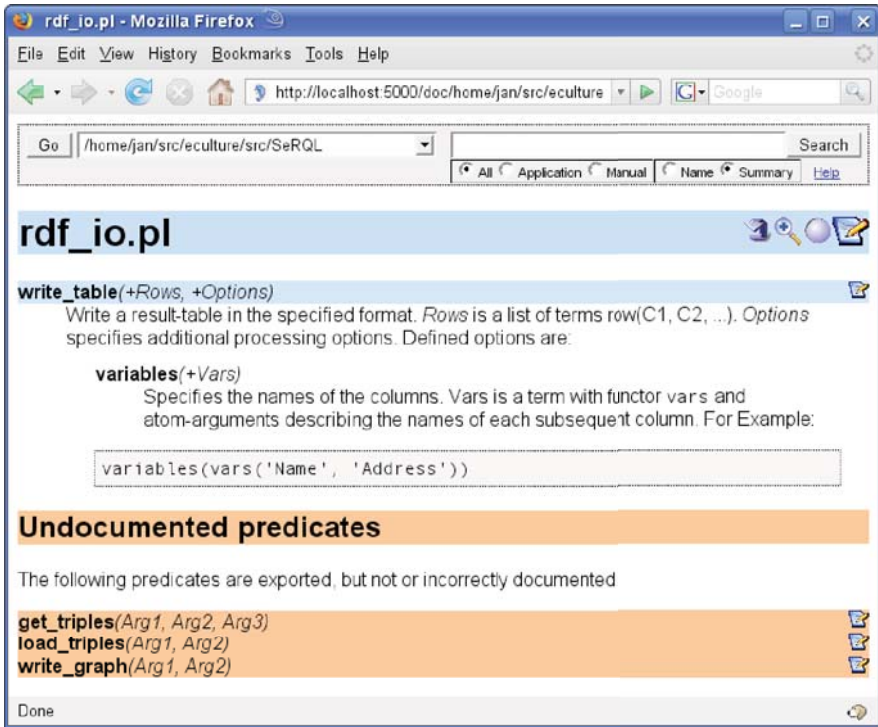 rdf_io.pl - Mozilla Firefox
File Edit View History Bookmarks Tools Help
http://localhost:5000/doc/home/jan/src/eculture G Google
Go /home/jan/src/eculture/src/SeRQL Search
All Application Manual Name Summary Help
rdf_io.pl
write_table(+Rows, +Options)
Write a result-table in the specified format. Rows is a list of terms row(C1, C2, ...). Options
specifies additional processing options. Defined options are:
variables(+Vars)
Specifies the names of the columns. Vars is a term with functor vars and
atom-arguments describing the names of each subsequent column. For Example:
variables(vars('Name', 'Address'))
Undocumented predicates
The following predicates are exported, but not or incorrectly documented
get_triples(Arg1, Arg2, Arg3)
load_triples(Arg1, Arg2)
write_graph(Arg1, Arg2)
Done